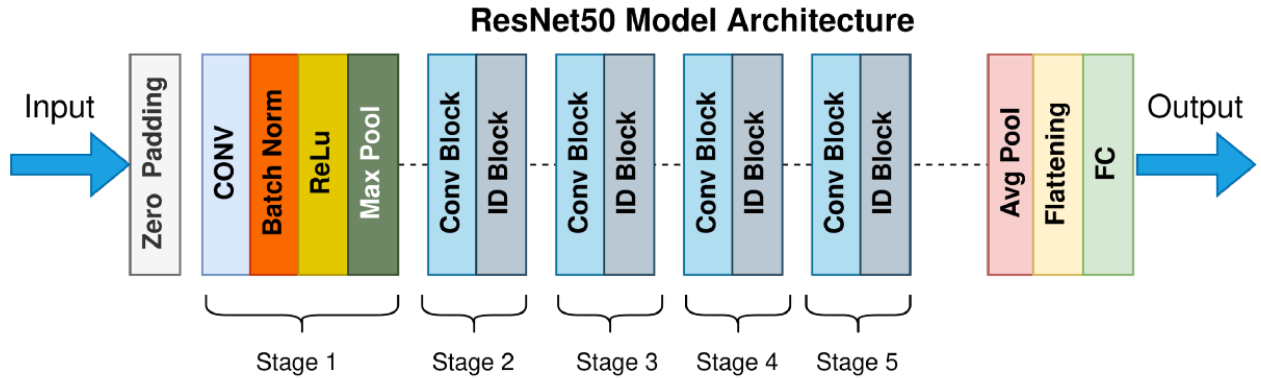 ResNet50 Model Architecture
Input
Zero Padding
CONV
Batch Norm
ReLu
Max Pool
Conv Block
ID Block
Conv Block
ID Block
Conv Block
ID Block
Conv Block
ID Block
Avg Pool
Flattening
FC
Output
Stage 1
Stage 2
Stage 3
Stage 4
Stage 5